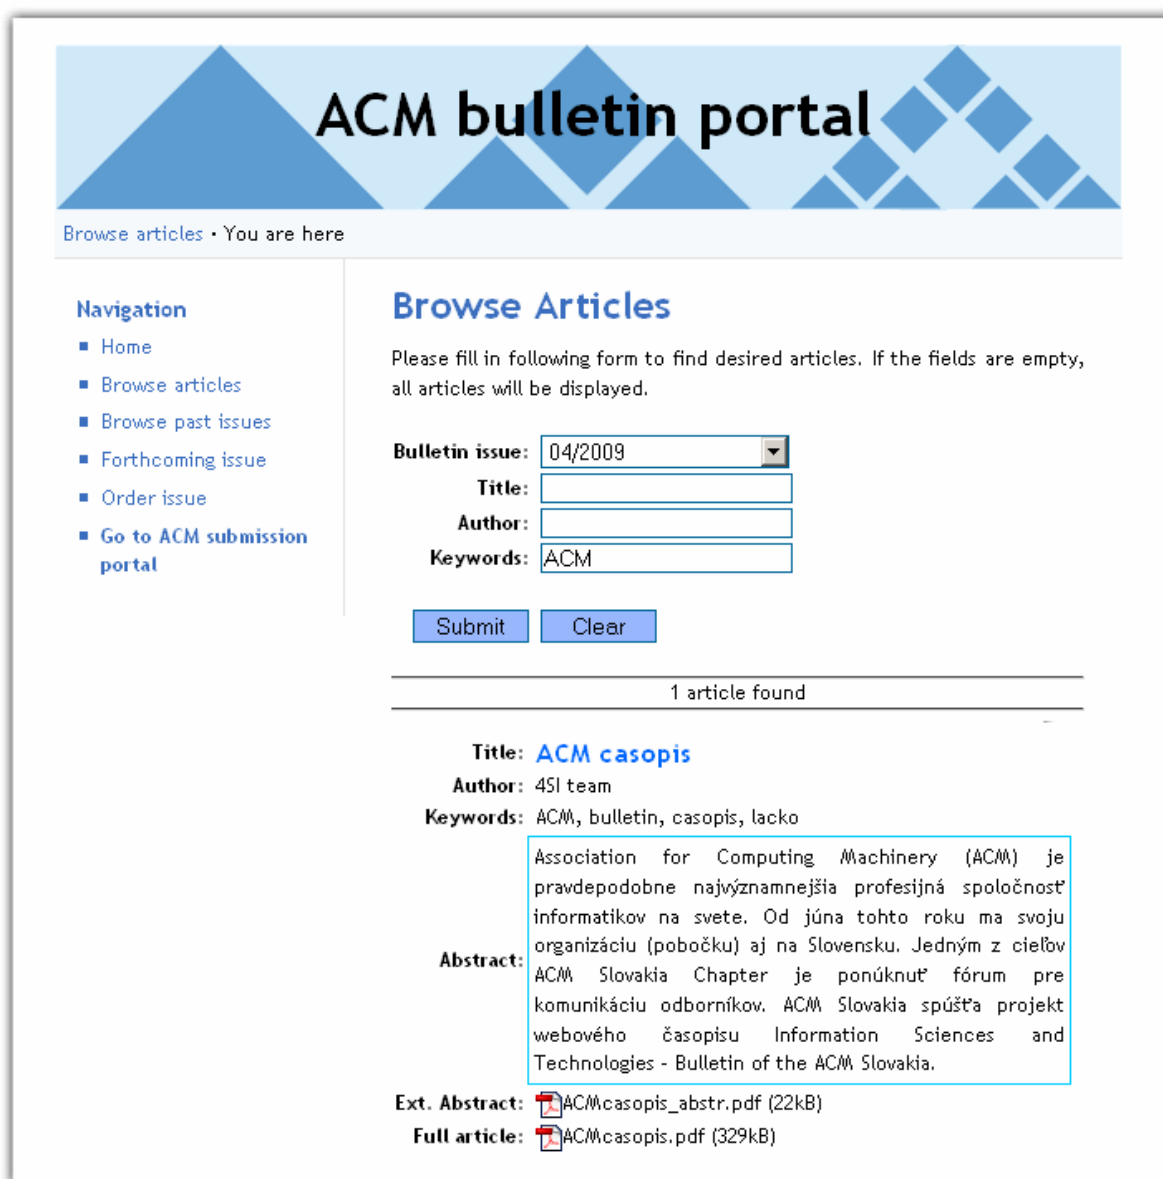 ACM bulletin portal
Browse articles • You are here
Navigation
Home
Browse articles
Browse past issues
Forthcoming issue
Order issue
Go to ACM submission
portal
Browse Articles
Please fill in following form to find desired articles. If the fields are empty,
all articles will be displayed.
Bulletin issue: 04/2009
Title:
Author:
Keywords: ACM
Submit Clear
1 article found
Title: ACM casopis
Author: 4SI team
Keywords: ACM, bulletin, casopis, lacko
Abstract:
Association for Computing Machinery (ACM) je
pravdepodobne najvýznamnejšia profesijná spoločnosť
informatikov na svete. Od júna tohto roku ma svoju
organizáciu (pobočku) aj na Slovensku. Jedným z cieľov
ACM Slovakia Chapter je ponúknuť fórum pre
komunikáciu odborníkov. ACM Slovakia spúšťa projekt
webového časopisu Information Sciences and
Technologies - Bulletin of the ACM Slovakia.
Ext. Abstract: ACMcasopis_abstr.pdf (22kB)
Full article: ACMcasopis.pdf (329kB)